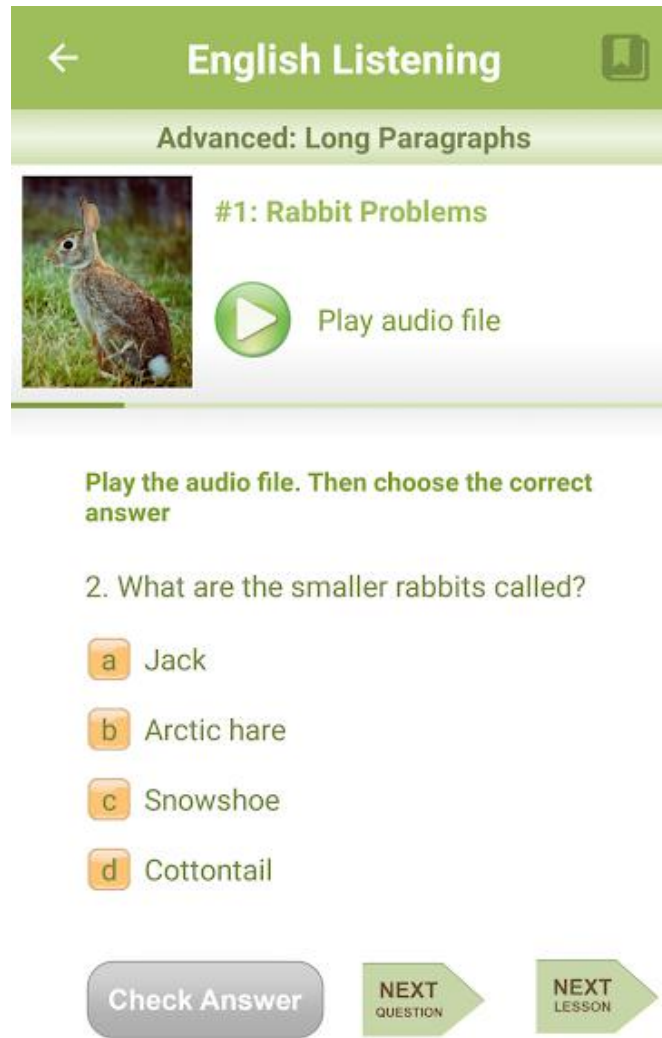 English Listening
Advanced: Long Paragraphs
#1: Rabbit Problems
Play audio file
Play the audio file. Then choose the correct
answer
2. What are the smaller rabbits called?
a Jack
b Arctic hare
c Snowshoe
d Cottontail
Check Answer
NEXT
QUESTION
NEXT
LESSON